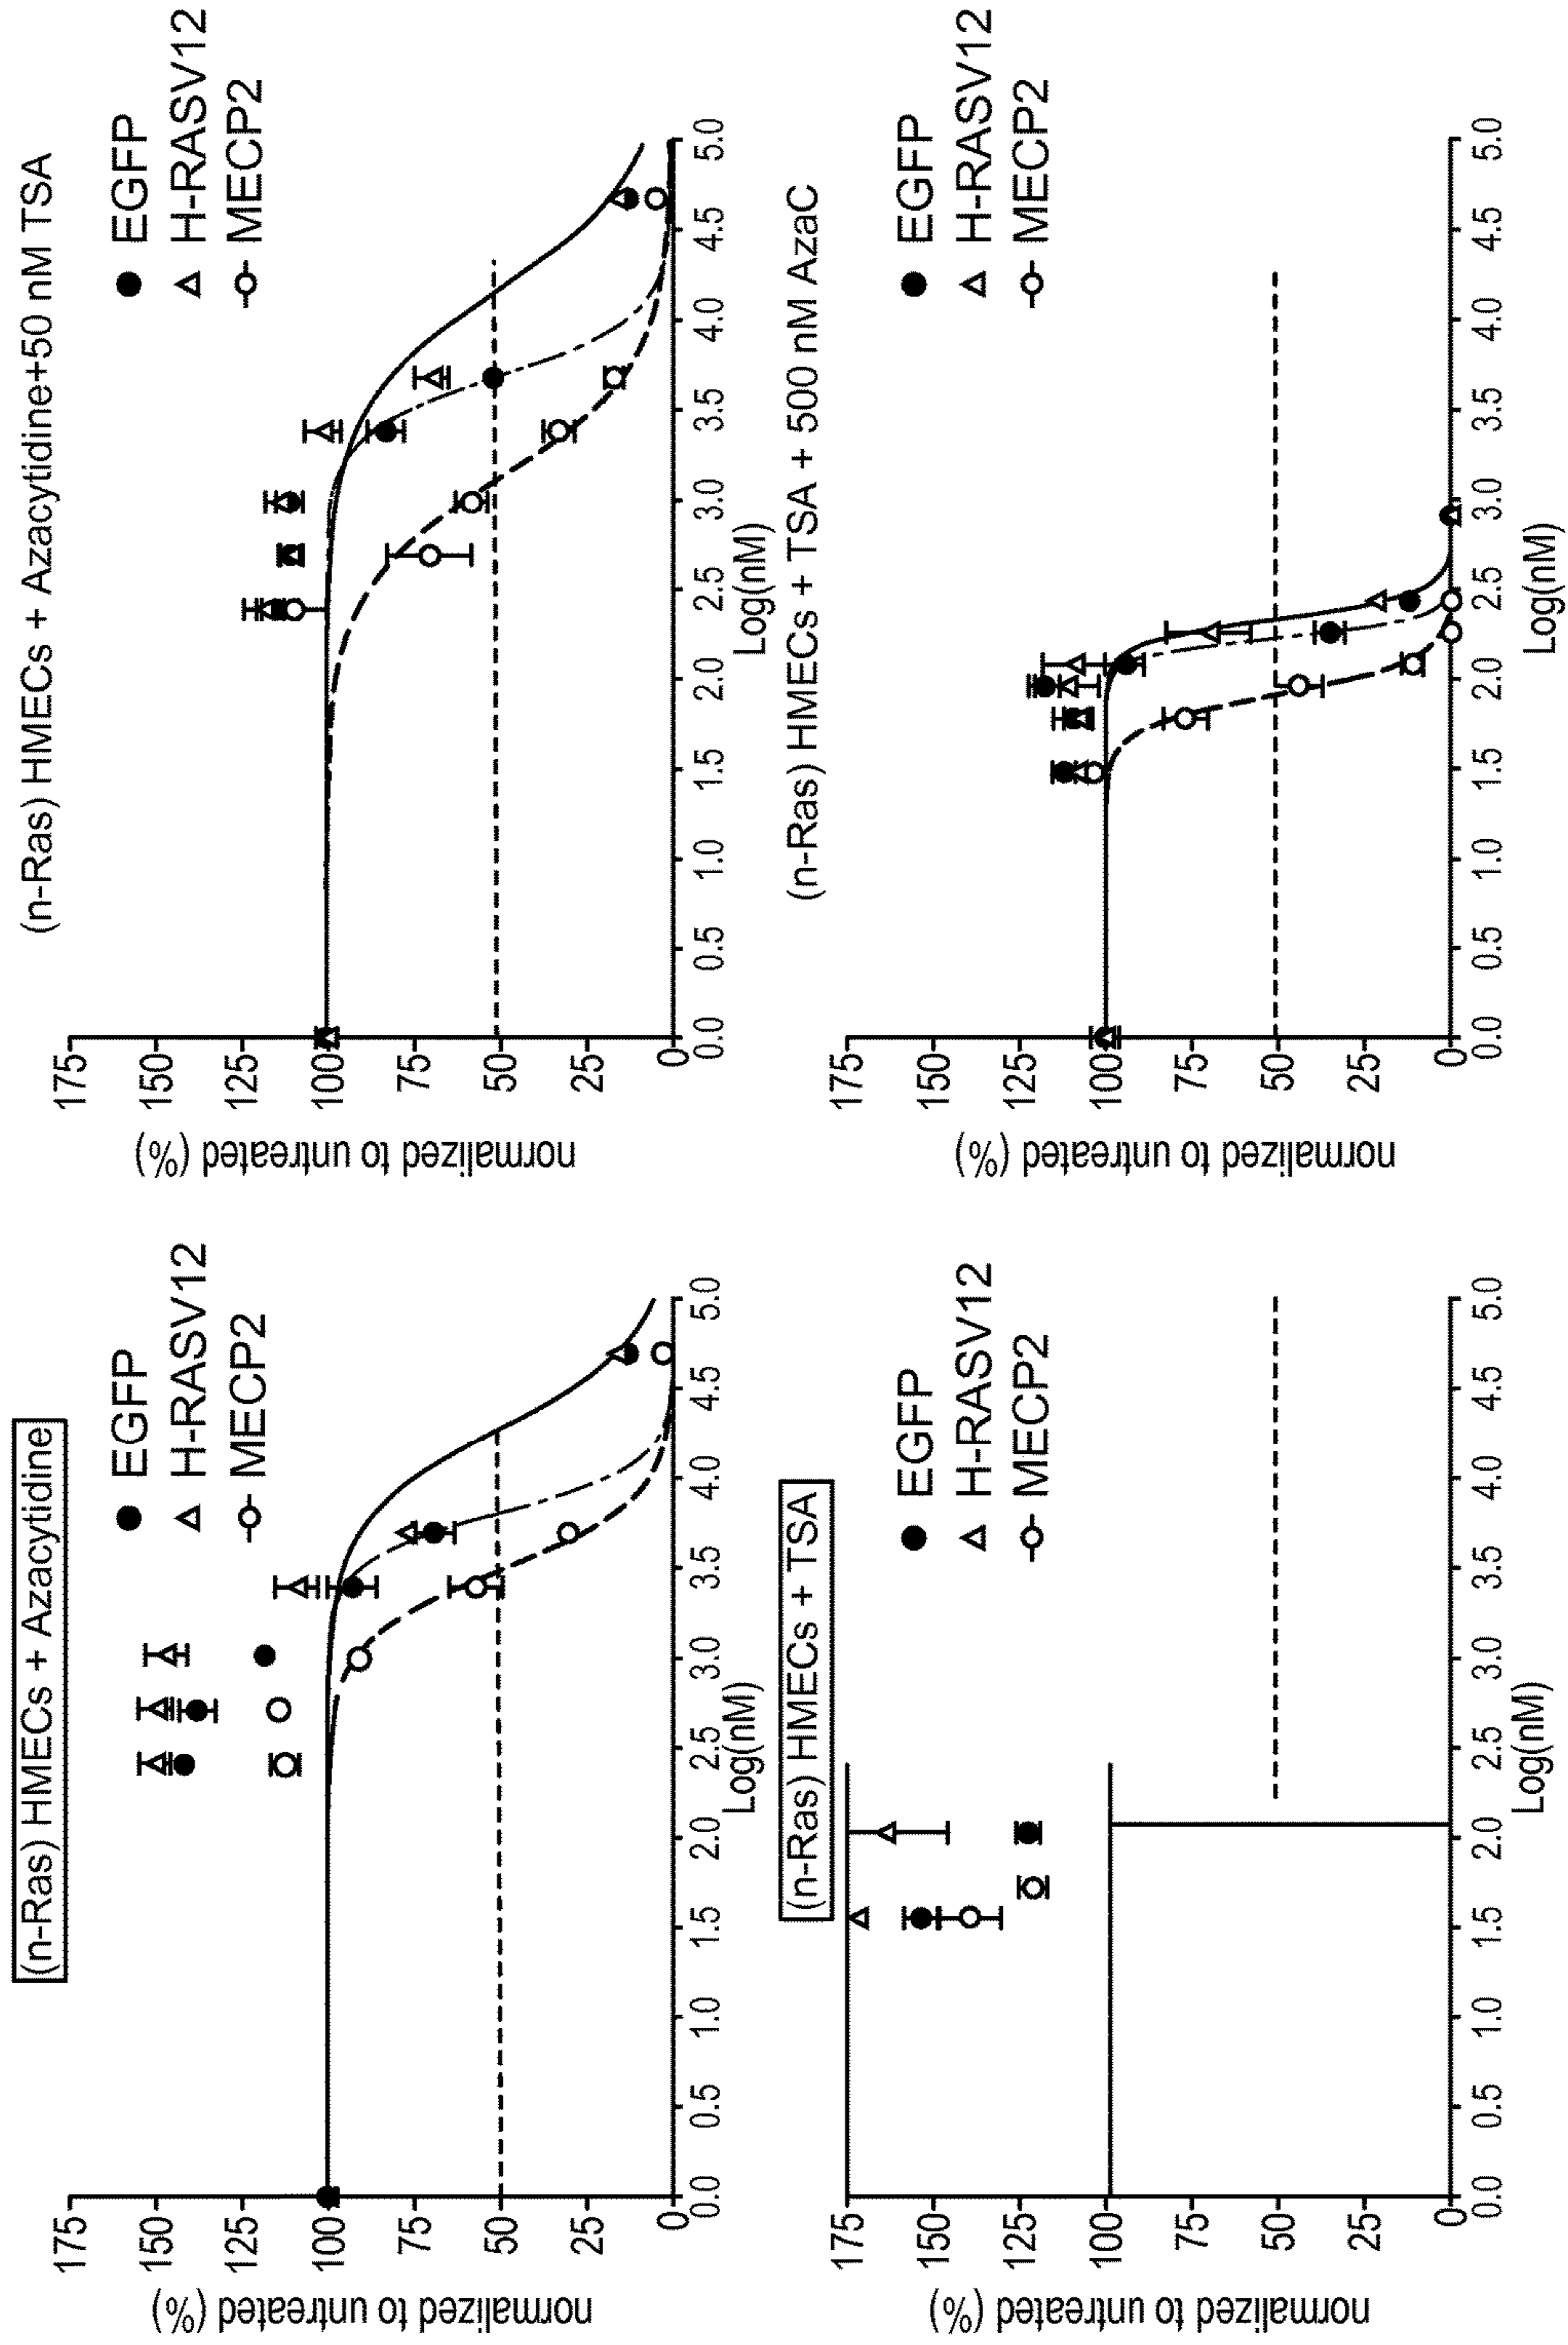 (n-Ras) HMECs + Azacytidine
EGFP
H-RASV12
MECP2
normalized to untreated (%)
175
150
125
100
75
50
25
0
0.0 0.5 1.0 1.5 2.0 2.5 3.0 3.5 4.0 4.5 5.0
Log(nM)
(n-Ras) HMECs + Azacytidine+50 nM TSA
EGFP
H-RASV12
MECP2
normalized to untreated (%)
175
150
125
100
75
50
25
0
0.0 0.5 1.0 1.5 2.0 2.5 3.0 3.5 4.0 4.5 5.0
Log(nM)
(n-Ras) HMECs + TSA
EGFP
H-RASV12
MECP2
normalized to untreated (%)
175
150
125
100
75
50
25
0
0.0 0.5 1.0 1.5 2.0 2.5 3.0 3.5 4.0 4.5 5.0
Log(nM)
(n-Ras) HMECs + TSA + 500 nM AzaC
EGFP
H-RASV12
MECP2
normalized to untreated (%)
175
150
125
100
75
50
25
0
0.0 0.5 1.0 1.5 2.0 2.5 3.0 3.5 4.0 4.5 5.0
Log(nM)